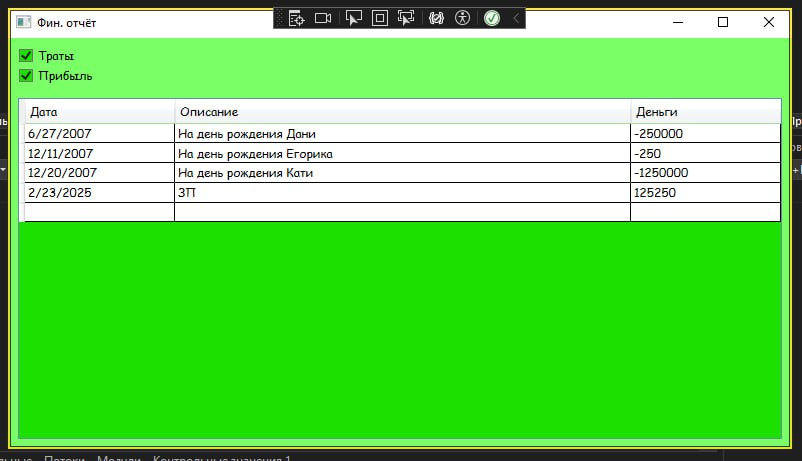 Фин. отчёт
Траты
Прибыль
Дата Описание Деньги
6/27/2007 На день рождения Дани -250000
12/11/2007 На день рождения Егорика -250
12/20/2007 На день рождения Кати -1250000
2/23/2025 ЗП 125250